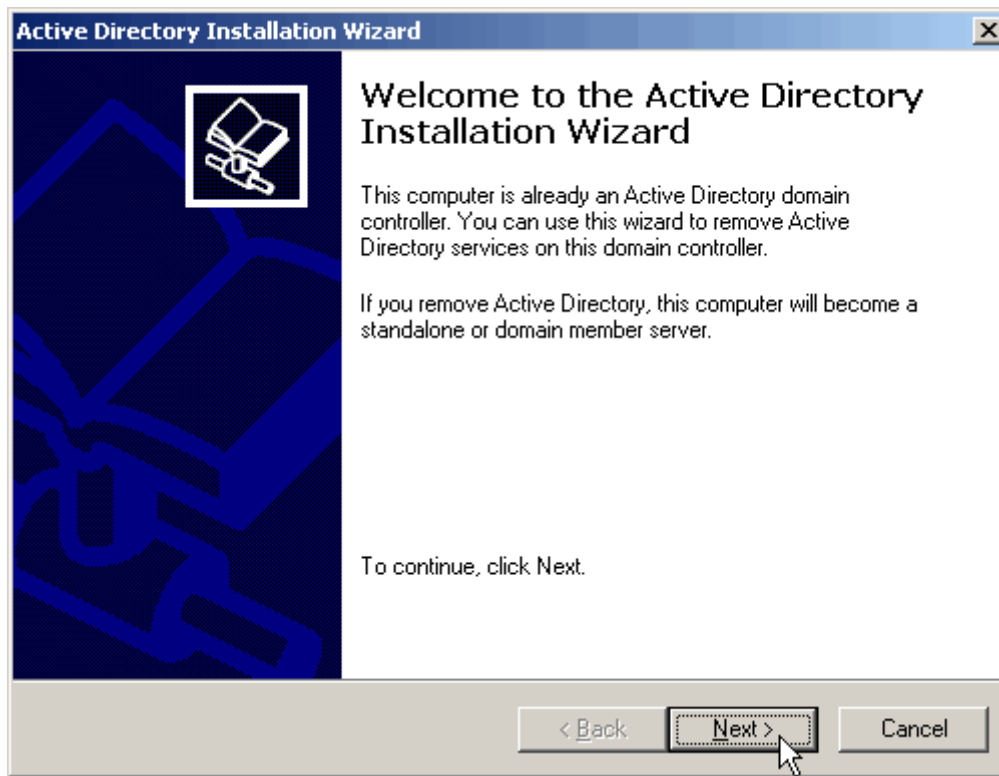 Active Directory Installation Wizard
Welcome to the Active Directory
Installation Wizard
This computer is already an Active Directory domain
controller. You can use this wizard to remove Active
Directory services on this domain controller.
If you remove Active Directory, this computer will become a
standalone or domain member server.
To continue, click Next.
< Back
Next >
Cancel